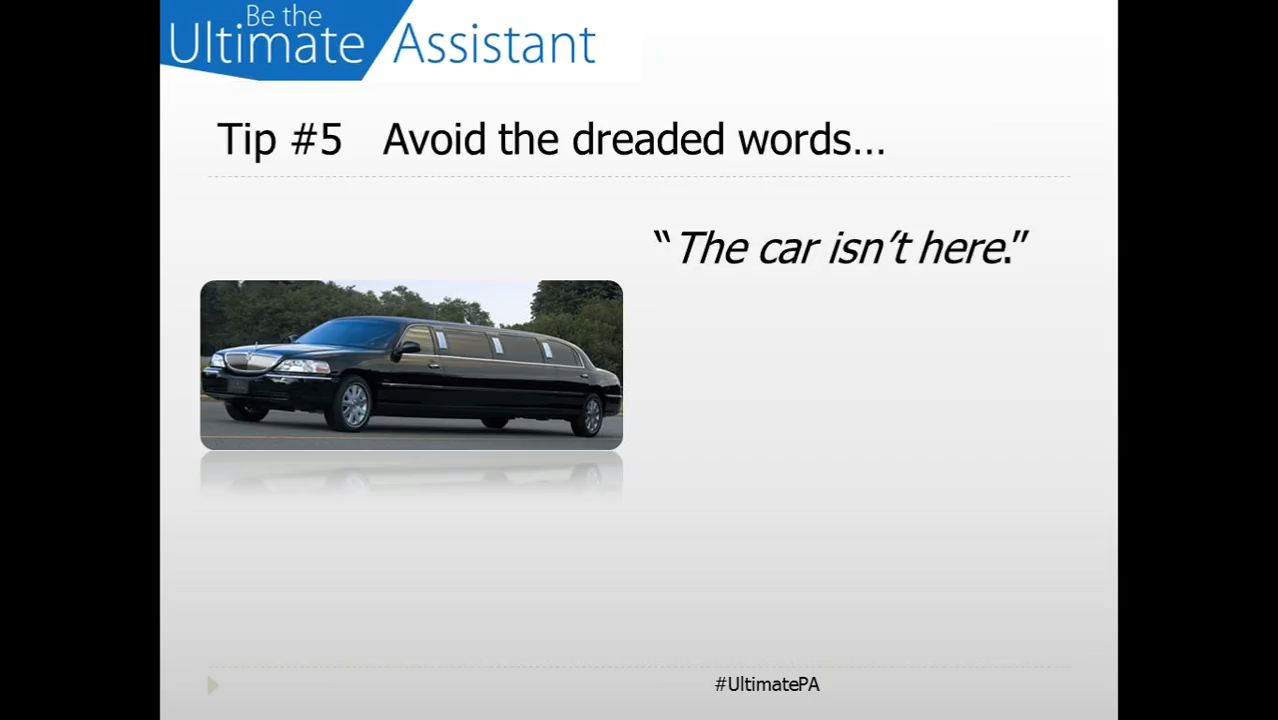 Be the
Ultimate Assistant
Tip #5 Avoid the dreaded words...
“The car isn’t here.”
#UltimatePA